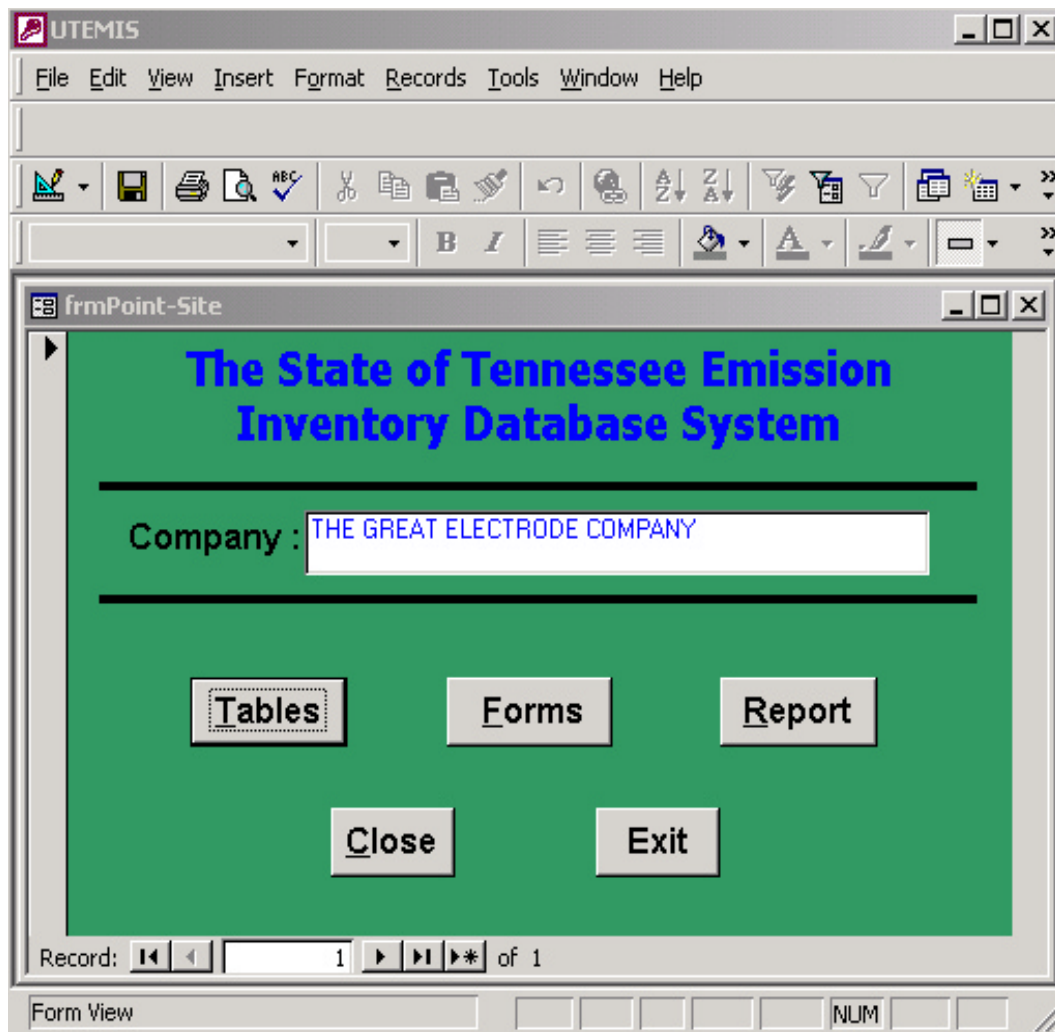 UTEMIS
File Edit View Insert Format Records Tools Window Help
ABC
A Z Z A
B I A
frmPoint-Site
The State of Tennessee Emission
Inventory Database System
Company : THE GREAT ELECTRODE COMPANY
Tables Forms Report
Close Exit
Record: 1 of 1
Form View NUM